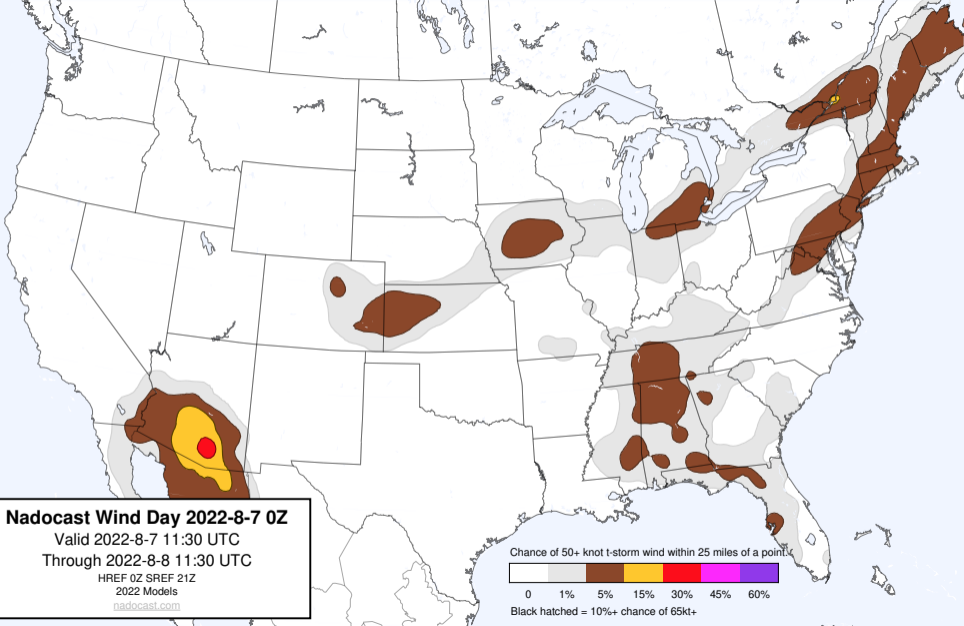 Nadocast Wind Day 2022-8-7 0Z
Valid 2022-8-7 11:30 UTC
Through 2022-8-8 11:30 UTC
HREF 0Z SREF 21Z
2022 Models
nadocast.com
Chance of 50+ knot t-storm wind within 25 miles of a point.
0 1% 5% 15% 30% 45% 60%
Black hatched = 10%+ chance of 65kt+